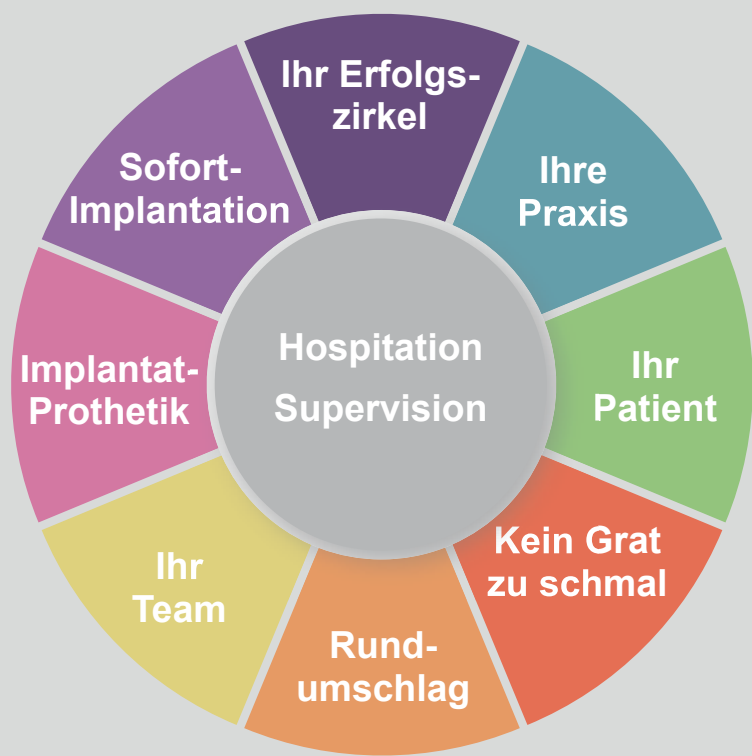 Ihr Erfolgs-
zirkel
Ihre
Praxis
Ihr
Patient
Kein Grat
zu schmal
Rund-
umschlag
Ihr
Team
Implantat-
Prothetik
Sofort-
Implantation
Hospitation
Supervision